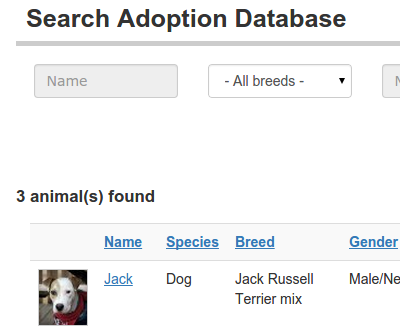 Search Adoption Database
Name
- All breeds -
3 animal(s) found
Name Species Breed Gender
Jack Dog Jack Russell Male/Ne
Terrier mix